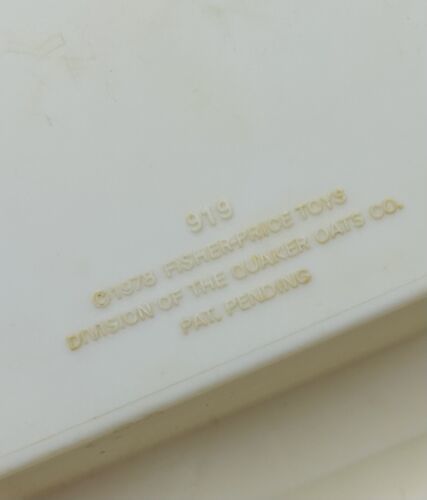 919
©1978 FISHER-PRICE TOYS
DIVISION OF THE QUAKER OATS CO.
PAT. PENDING